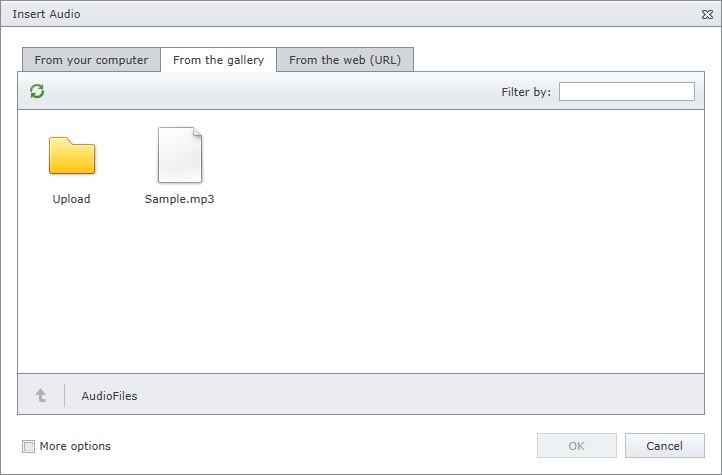 Insert Audio
From your computer From the gallery From the web (URL)
Filter by:
Upload Sample.mp3
AudioFiles
More options OK Cancel